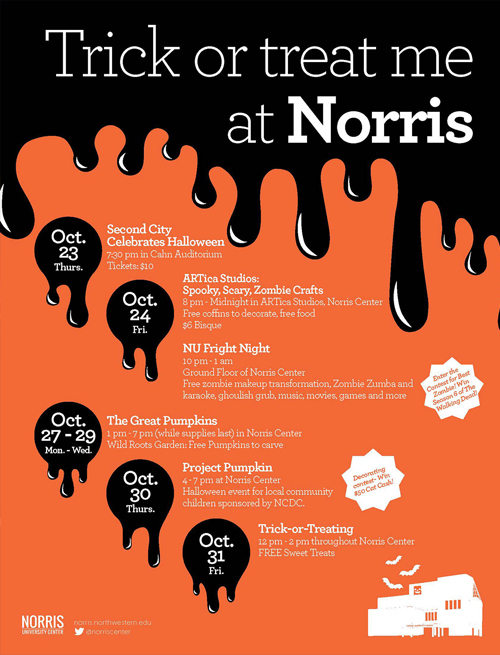 Trick or treat me
at Norris
Oct.
23
Thurs.
Second City
Celebrates Halloween
7:30 pm in Cahn Auditorium
Tickets: $10
Oct.
24
Fri.
ARTica Studios:
Spooky, Scary, Zombie Crafts
8 pm - Midnight in ARTica Studios, Norris Center
Free coffins to decorate, free food
$6 Bisque
NU Fright Night
10 pm - 1 am
Ground Floor of Norris Center
Free zombie makeup transformation, Zombie Zumba and
karaoke, ghoulish grub, music, movies, games and more
Enter the
Contest for Best
Zombie! Win
Season 6 of The
Walking Dead!
Oct.
27 - 29
Mon. - Wed.
The Great Pumpkins
1 pm - 7 pm (while supplies last) in Norris Center
Wild Roots Garden: Free Pumpkins to carve
Oct.
30
Thurs.
Project Pumpkin
4 - 7 pm at Norris Center
Halloween event for local community
children sponsored by NCDC.
Decorating
contest- Win
$50 Cat Cash!
Oct.
31
Fri.
Trick-or-Treating
12 pm - 2 pm throughout Norris Center
FREE Sweet Treats
NORRIS
UNIVERSITY CENTER
norris.northwestern.edu
@norriscenter